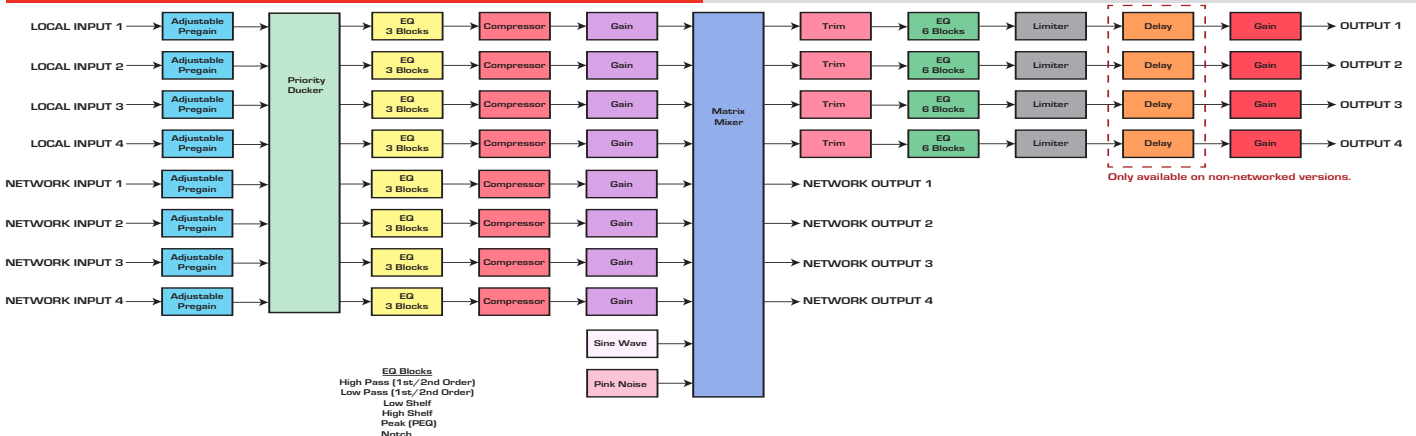 LOCAL INPUT 1 Adjustable Pregain EQ 3 Blocks Compressor Gain Trim EQ 6 Blocks Limiter Delay Gain OUTPUT 1
LOCAL INPUT 2 Adjustable Pregain EQ 3 Blocks Compressor Gain Trim EQ 6 Blocks Limiter Delay Gain OUTPUT 2
Priority Ducker
LOCAL INPUT 3 Adjustable Pregain EQ 3 Blocks Compressor Gain Trim EQ 6 Blocks Limiter Delay Gain OUTPUT 3
Matrix Mixer
LOCAL INPUT 4 Adjustable Pregain EQ 3 Blocks Compressor Gain Trim EQ 6 Blocks Limiter Delay Gain OUTPUT 4
Only available on non-networked versions.
NETWORK INPUT 1 Adjustable Pregain EQ 3 Blocks Compressor Gain NETWORK OUTPUT 1
NETWORK INPUT 2 Adjustable Pregain EQ 3 Blocks Compressor Gain NETWORK OUTPUT 2
NETWORK INPUT 3 Adjustable Pregain EQ 3 Blocks Compressor Gain NETWORK OUTPUT 3
NETWORK INPUT 4 Adjustable Pregain EQ 3 Blocks Compressor Gain NETWORK OUTPUT 4
Sine Wave
Pink Noise
EQ Blocks
High Pass (1st/2nd Order)
Low Pass (1st/2nd Order)
Low Shelf
High Shelf
Peak (PEQ)
Notch